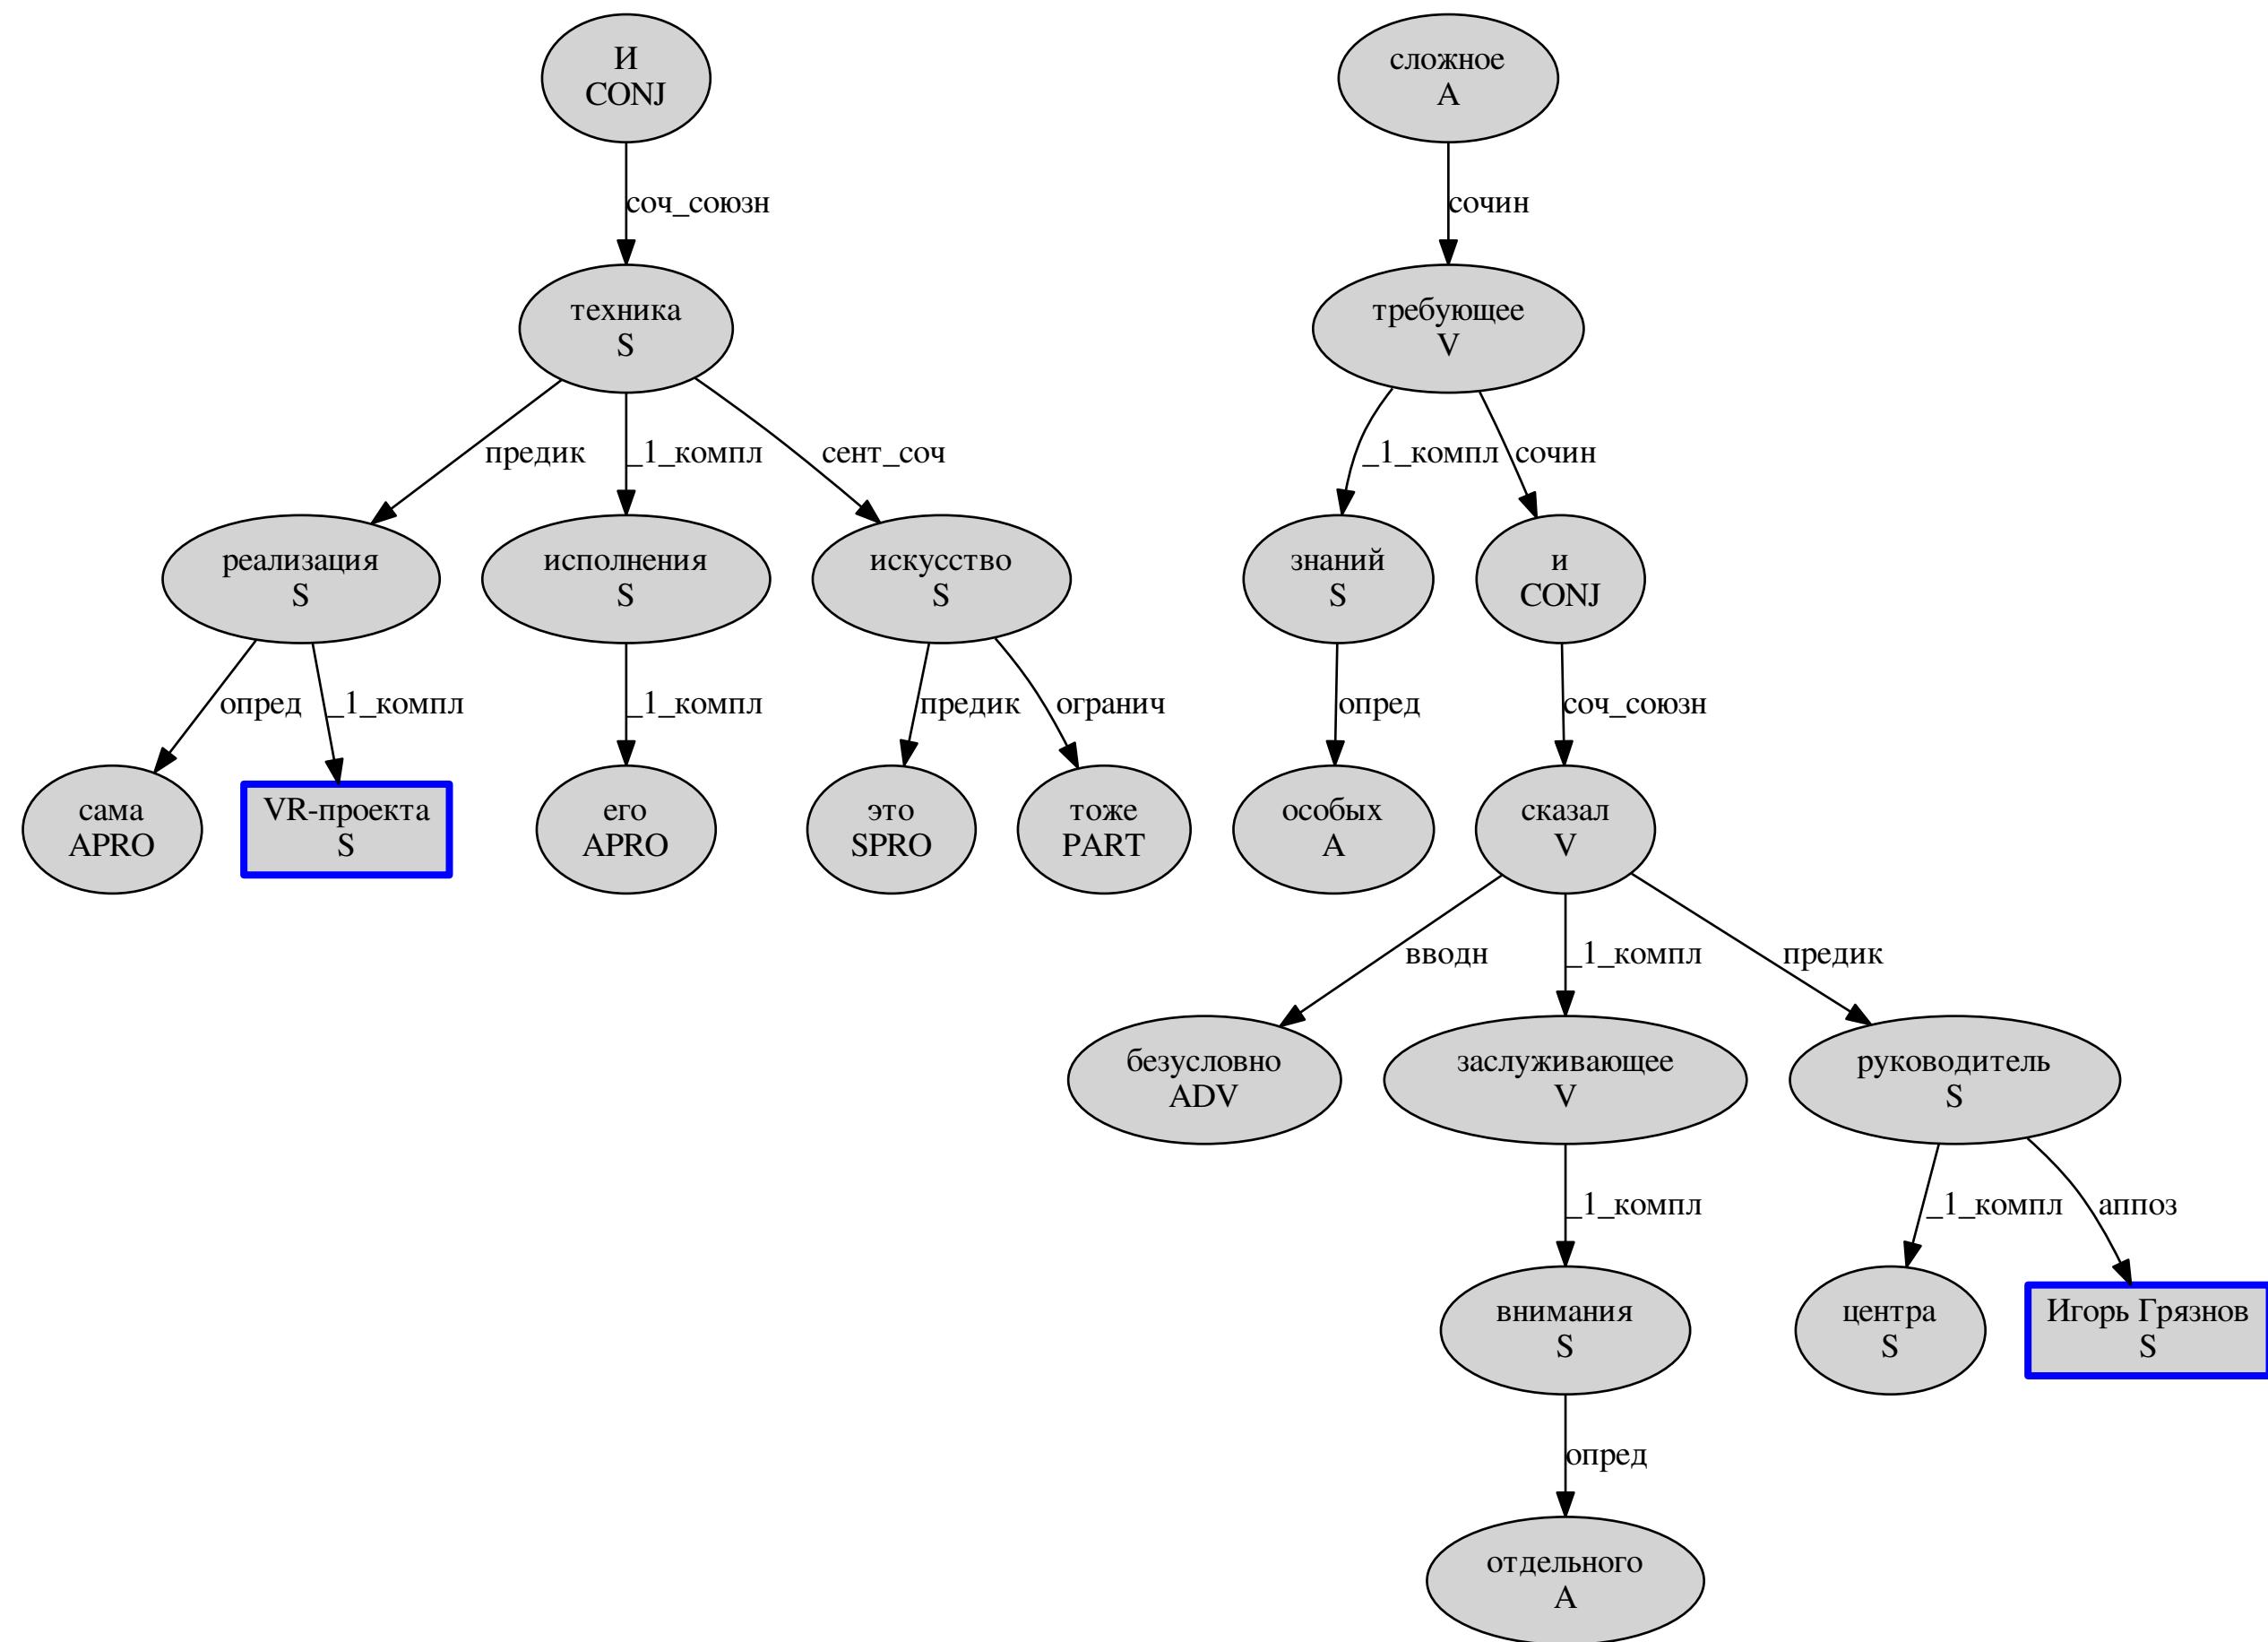 И
CONJ
сложное
A
соч_союзн
сочин
техника
S
требующее
V
предик
_1_компл
сент_соч
_1_компл
сочин
реализация
S
исполнения
S
искусство
S
знаний
S
и
CONJ
опред
_1_компл
_1_компл
предик
огранич
опред
соч_союзн
сама
APRO
VR-проекта
S
его
APRO
это
SPRO
тоже
PART
особых
A
сказал
V
вводн
_1_компл
предик
безусловно
ADV
заслуживающее
V
руководитель
S
_1_компл
_1_компл
аппоз
внимания
S
центра
S
Игорь Грязнов
S
опред
отдельного
A